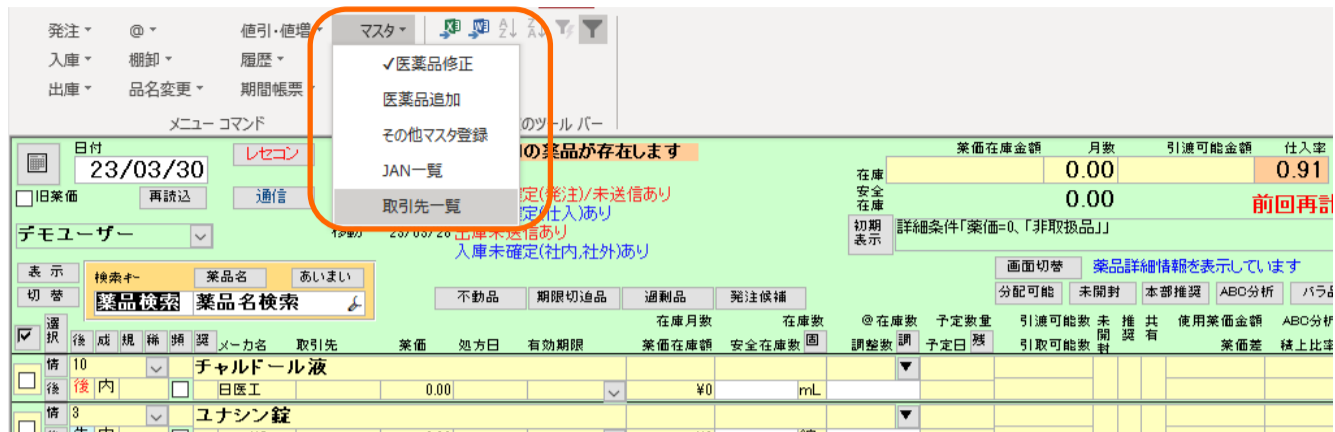 発注 @ 値引・値増 マスタ
入庫 棚卸 履歴 ✓医薬品修正
出庫 品名変更 期間帳票 医薬品追加
メニュー コマンド その他マスタ登録 のツール バー
JAN一覧
取引先一覧
日付 レセコン の薬品が存在します 薬価在庫金額 月数 引渡可能金額 仕入率
23/03/30 在庫 0.00 0.91
旧薬価 再読込 通信 定(発注)/未送信あり 安全在庫 0.00 前回再計
定(仕入)あり
デモユーザー 移動 23/03/28 出庫未送信あり 初期表示 詳細条件「薬価=0、「非取扱品」」
入庫未確定(社内,社外)あり
表示切替 検索キー 薬品名 あいまい 画面切替 薬品詳細情報を表示しています
薬品検索 薬品名検索 不動品 期限切迫品 過剰品 発注候補 分配可能 未開封 本部推奨 ABC分析 バラ品
選択 在庫月数 在庫数 @在庫数 予定数量 引渡可能数 未開封 推奨 共有 使用薬価金額 ABC分析
後 成 規 稀 頻 奨 メーカ名 取引先 薬価 処方日 有効期限 薬価在庫額 安全在庫数 固 調整数 調 予定日 残 引取可能数 薬価差 積上比率
情 10 チャルドール液
後 後 内 日医工 0.00 ¥0 mL
情 3 ユナシン錠